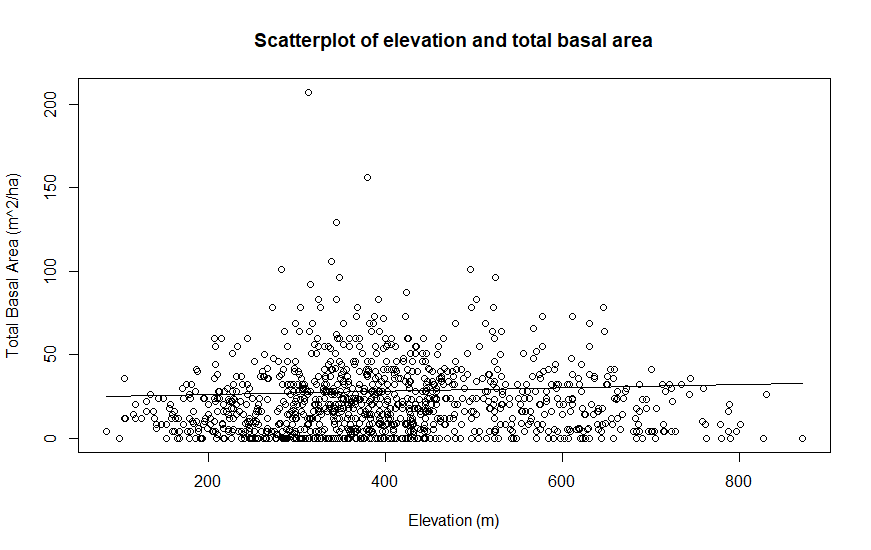 Scatterplot of elevation and total basal area
Total Basal Area (m^2/ha)
200
150
100
50
0
200 400 600 800
Elevation (m)